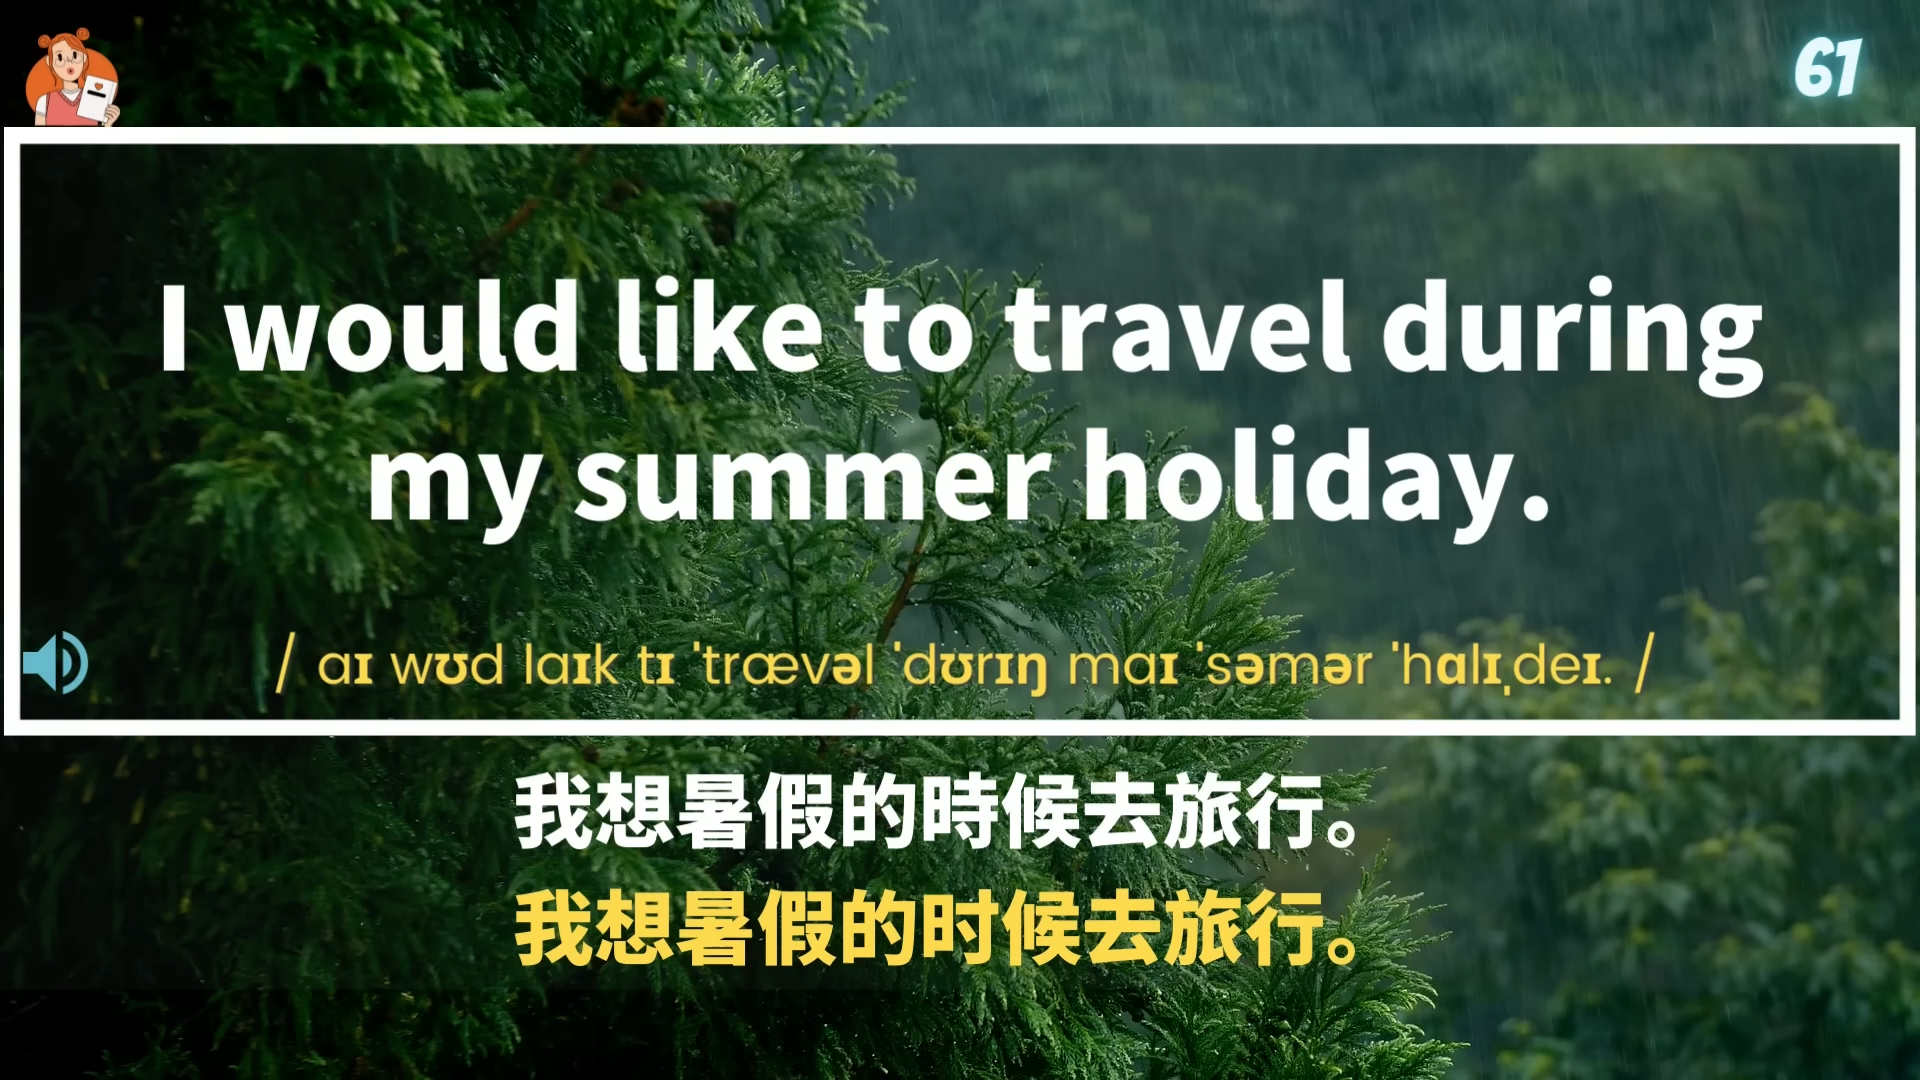 61
I would like to travel during
my summer holiday.
/ aɪ wʊd laɪk tɪ ˈtrævəl ˈdʊrɪŋ maɪ ˈsəmər ˈhɑlɪˌdeɪ. /
我想暑假的時候去旅行。
我想暑假的时候去旅行。